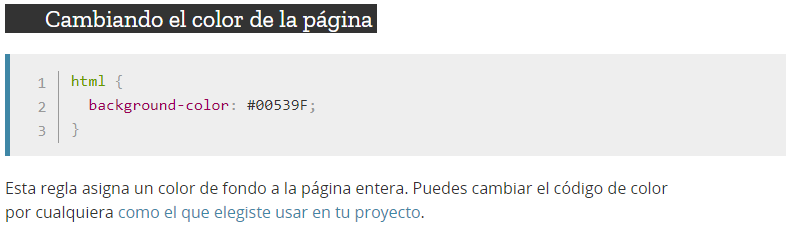 Cambiando el color de la página
1 html {
2   background-color: #00539F;
3 }
Esta regla asigna un color de fondo a la página entera. Puedes cambiar el código de color
por cualquiera como el que elegiste usar en tu proyecto.